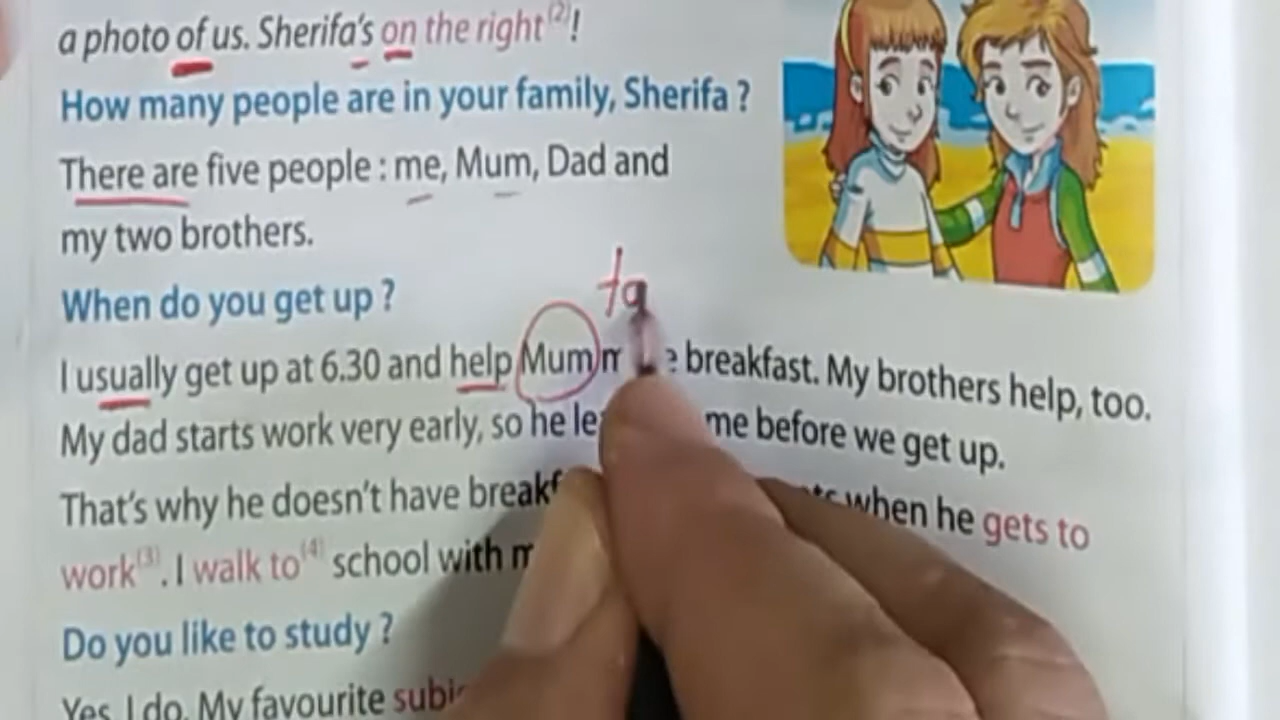 a photo of us. Sherifa's on the right (2)!
How many people are in your family, Sherifa ?
There are five people : me, Mum, Dad and
my two brothers.
When do you get up ?
I usually get up at 6.30 and help Mum breakfast. My brothers help, too.
My dad starts work very early, so he me before we get up.
That's why he doesn't have when he gets to
work (3). I walk to (4) school with
Do you like to study ?
Yes, I do. My favourite